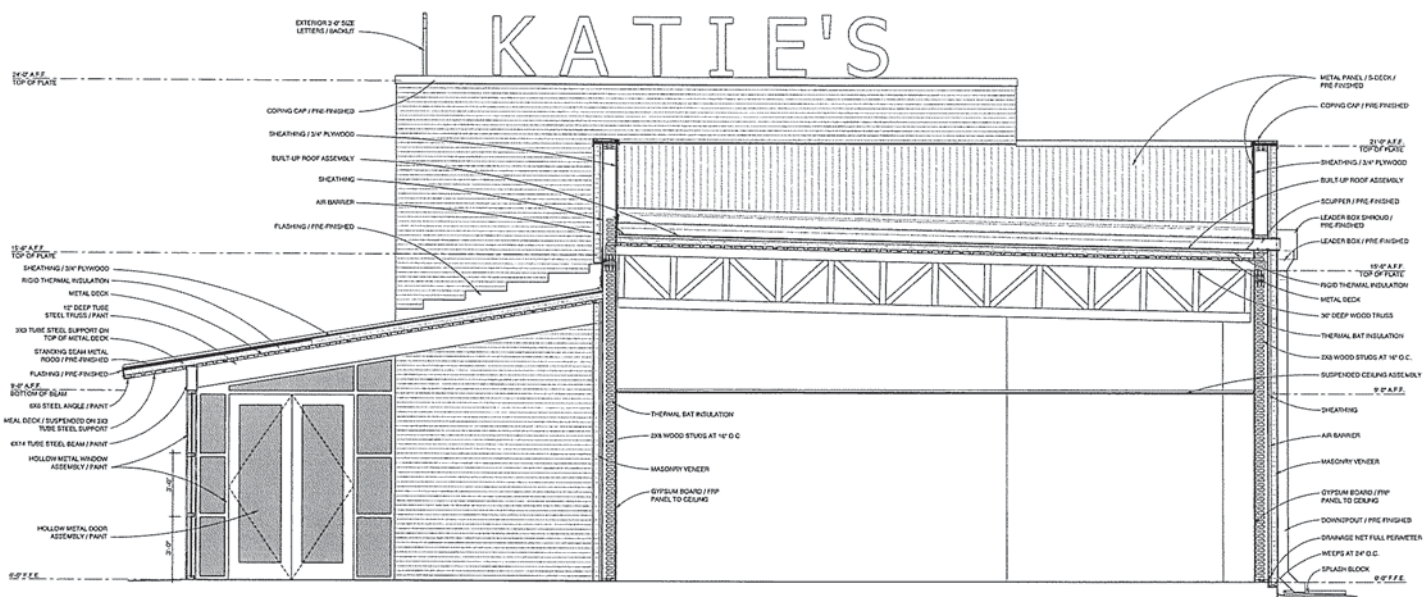 EXTERIOR 3'-0" SIZE
LETTERS / BACKLIT
KATIE'S
24'-0" A.F.F.
TOP OF PLATE
COPING CAP / PRE-FINISHED
SHEATHING / 3/4" PLYWOOD
BUILT-UP ROOF ASSEMBLY
SHEATHING
AIR BARRIER
FLASHING / PRE-FINISHED
15'-6" A.F.F.
TOP OF PLATE
SHEATHING / 3/4" PLYWOOD
RIGID THERMAL INSULATION
METAL DECK
12" DEEP TUBE
STEEL TRUSS / PAINT
3X3 TUBE STEEL SUPPORT ON
TOP OF METAL DECK
STANDING SEAM METAL
ROOD / PRE-FINISHED
FLASHING / PRE-FINISHED
9'-0" A.F.F.
BOTTOM OF BEAM
6X6 STEEL ANGLE / PAINT
MEAL DECK / SUSPENDED ON 3X3
TUBE STEEL SUPPORT
6X14 TUBE STEEL BEAM / PAINT
HOLLOW METAL WINDOW
ASSEMBLY / PAINT
3'-0"
HOLLOW METAL DOOR
ASSEMBLY / PAINT
3'-0"
0'-0" F.F.E.
THERMAL BAT INSULATION
2X8 WOOD STUDS AT 16" O.C
MASONRY VENEER
GYPSUM BOARD / FRP
PANEL TO CEILING
METAL PANEL / S-DECK /
PRE-FINISHED
COPING CAP / PRE-FINISHED
21'-0" A.F.F.
TOP OF PLATE
SHEATHING / 3/4" PLYWOOD
BUILT-UP ROOF ASSEMBLY
SCUPPER / PRE-FINISHED
LEADER BOX SHROUD /
PRE-FINISHED
LEADER BOX / PRE-FINISHED
15'-6" A.F.F.
TOP OF PLATE
RIGID THERMAL INSULATION
METAL DECK
36" DEEP WOOD TRUSS
THERMAL BAT INSULATION
2X8 WOOD STUDS AT 16" O.C.
SUSPENDED CEILING ASSEMBLY
9'-0" A.F.F.
SHEATHING
AIR BARRIER
MASONRY VENEER
GYPSUM BOARD / FRP
PANEL TO CEILING
DOWNSPOUT / PRE FINISHED
DRAINAGE NET FULL PERIMETER
WEEPS AT 24" O.C.
0'-0" F.F.E.
SPLASH BLOCK